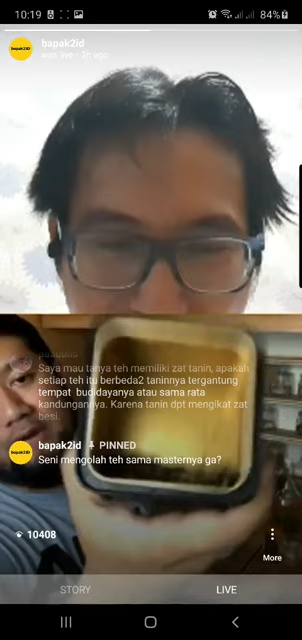 10:19
84%
bapak2id
was live • 2h ago
Saya mau tanya teh memiliki zat tanin, apakah
setiap teh itu berbeda2 taninnya tergantung
tempat budidayanya atau sama rata
kandungannya. Karena tanin dpt mengikat zat
besi.
bapak2id PINNED
Seni mengolah teh sama masternya ga?
10408
More
STORY LIVE